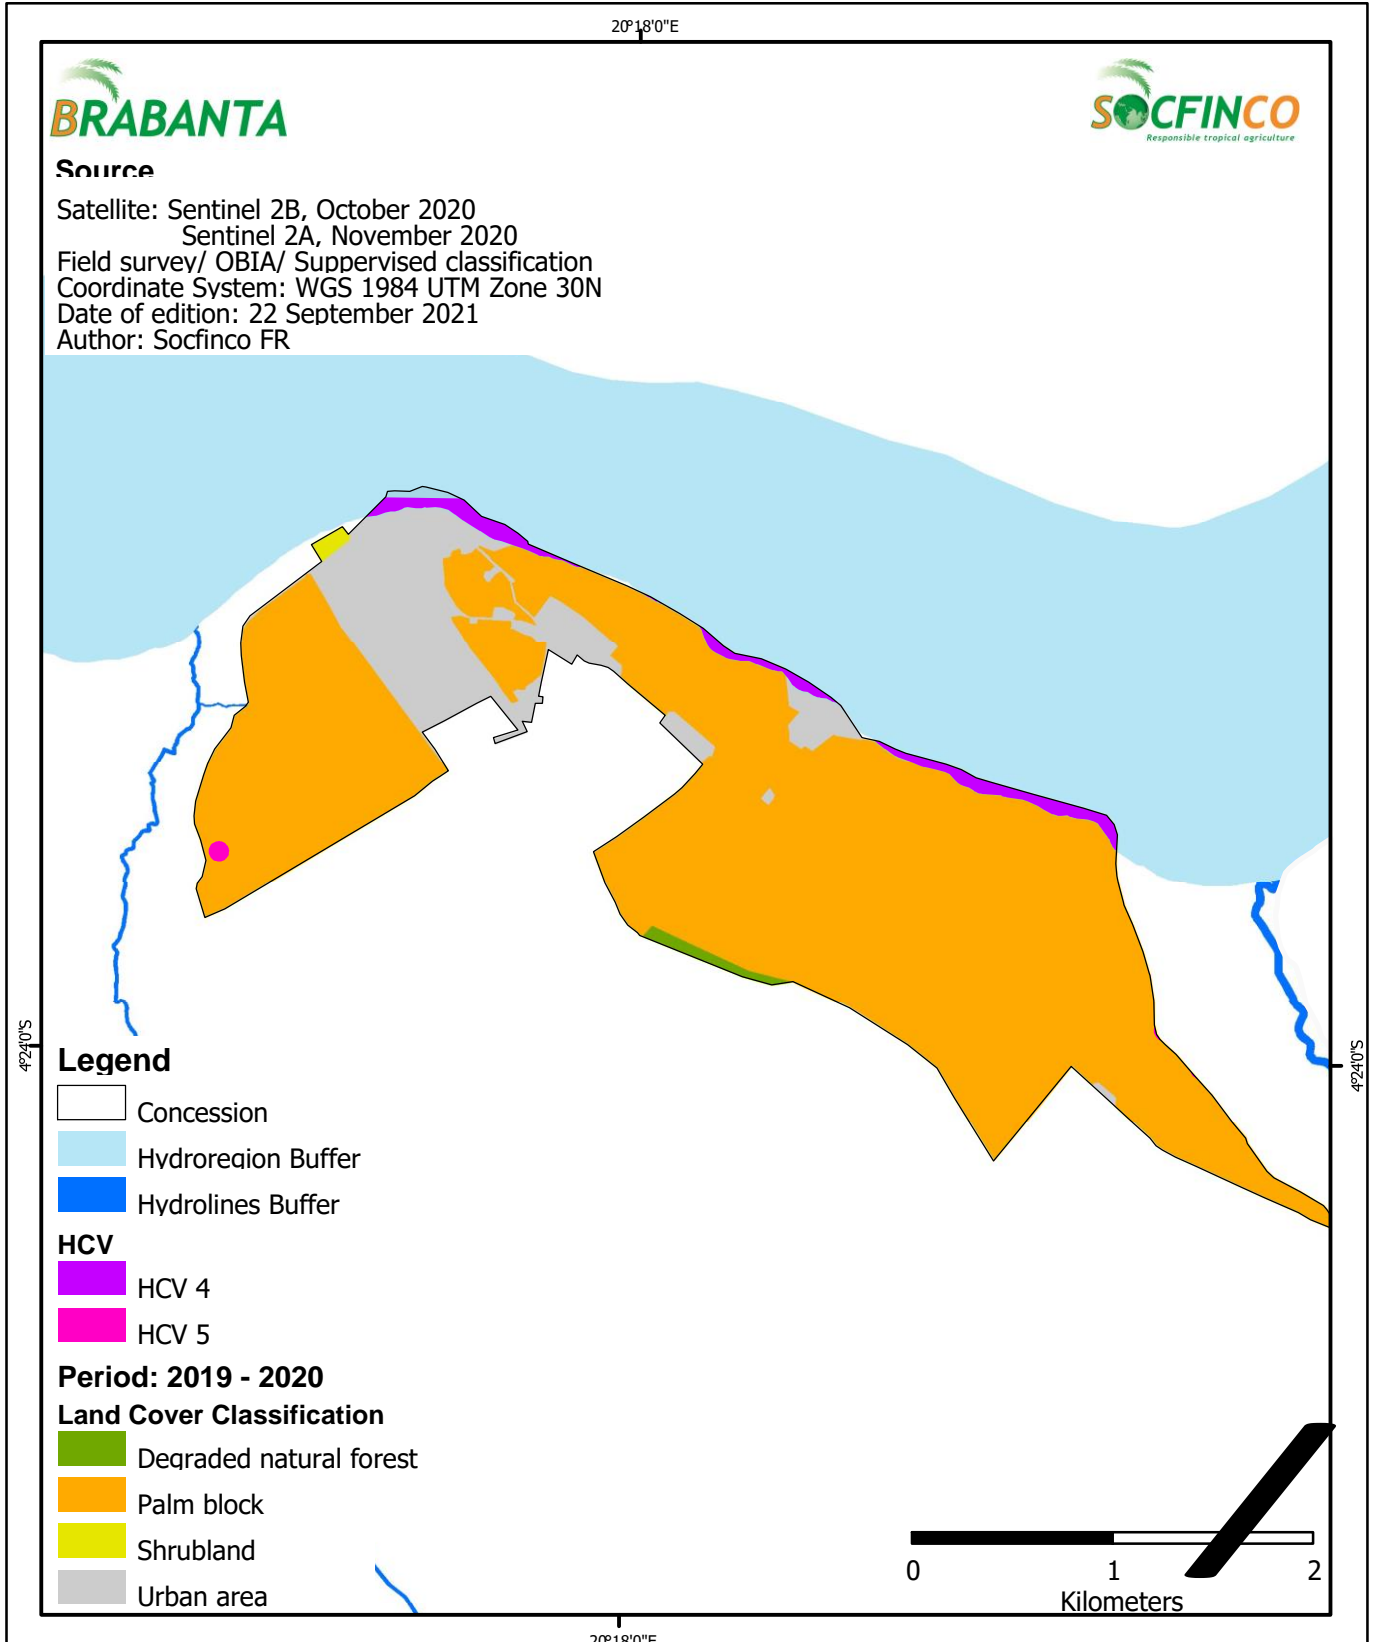 20°18'0"E
BRABANTA
SOCFINCO
Responsible tropical agriculture
Source
Satellite: Sentinel 2B, October 2020
Sentinel 2A, November 2020
Field survey/ OBIA/ Suppervised classification
Coordinate System: WGS 1984 UTM Zone 30N
Date of edition: 22 September 2021
Author: Socfinco FR
4°24'0"S
4°24'0"S
Legend
Concession
Hydroregion Buffer
Hydrolines Buffer
HCV
HCV 4
HCV 5
Period: 2019 - 2020
Land Cover Classification
Degraded natural forest
Palm block
Shrubland
Urban area
0 1 2
Kilometers
20°18'0"E